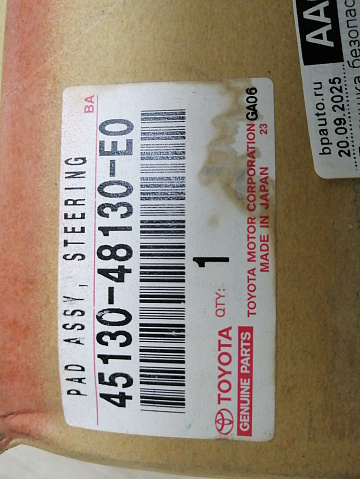 BA
PAD ASSY, STEERING
45130-48130-E0
QTY: 1
TOYOTA
GENUINE PARTS
TOYOTA MOTOR CORPORATION GA06
MADE IN JAPAN 23
AA
bpauto.ru
20.09.2025